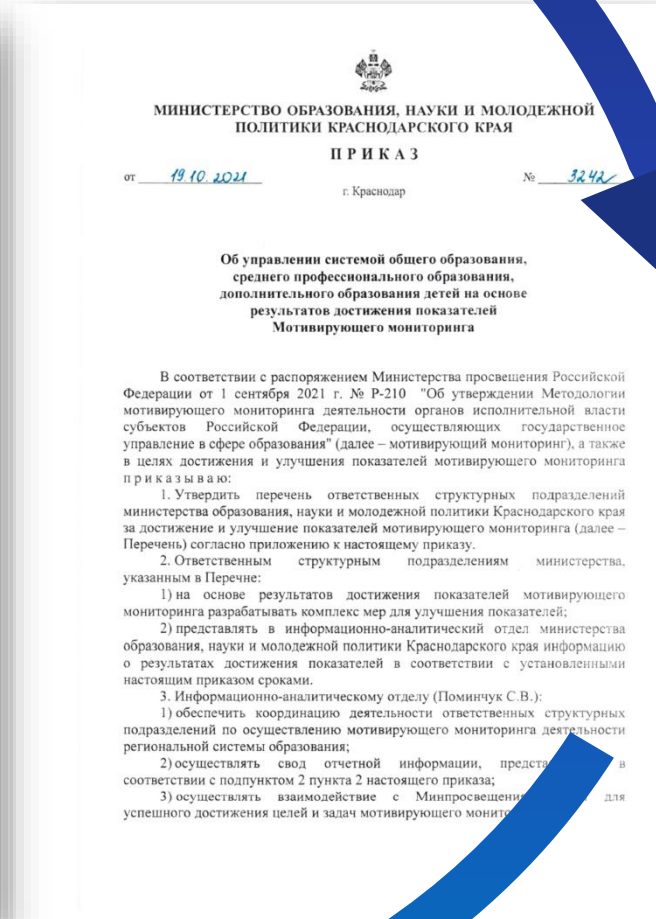 МИНИСТЕРСТВО ОБРАЗОВАНИЯ, НАУКИ И МОЛОДЕЖНОЙ
ПОЛИТИКИ КРАСНОДАРСКОГО КРАЯ
ПРИКАЗ
от 19.10.2021 № 3242
г. Краснодар
Об управлении системой общего образования,
среднего профессионального образования,
дополнительного образования детей на основе
результатов достижения показателей
Мотивирующего мониторинга
В соответствии с распоряжением Министерства просвещения Российской
Федерации от 1 сентября 2021 г. № Р-210 "Об утверждении Методологии
мотивирующего мониторинга деятельности органов исполнительной власти
субъектов Российской Федерации, осуществляющих государственное
управление в сфере образования" (далее – мотивирующий мониторинг), а также
в целях достижения и улучшения показателей мотивирующего мониторинга
п р и к а з ы в а ю:
1. Утвердить перечень ответственных структурных подразделений
министерства образования, науки и молодежной политики Краснодарского края
за достижение и улучшение показателей мотивирующего мониторинга (далее –
Перечень) согласно приложению к настоящему приказу.
2. Ответственным структурным подразделениям министерства,
указанным в Перечне:
1) на основе результатов достижения показателей мотивирующего
мониторинга разрабатывать комплекс мер для улучшения показателей;
2) представлять в информационно-аналитический отдел министерства
образования, науки и молодежной политики Краснодарского края информацию
о результатах достижения показателей в соответствии с установленными
настоящим приказом сроками.
3. Информационно-аналитическому отделу (Поминчук С.В.):
1) обеспечить координацию деятельности ответственных структурных
подразделений по осуществлению мотивирующего мониторинга деятельности
региональной системы образования;
2) осуществлять свод отчетной информации, в
соответствии с подпунктом 2 пункта 2 настоящего приказа;
3) осуществлять взаимодействие с Минпросвещения для
успешного достижения целей и задач мотивирующего